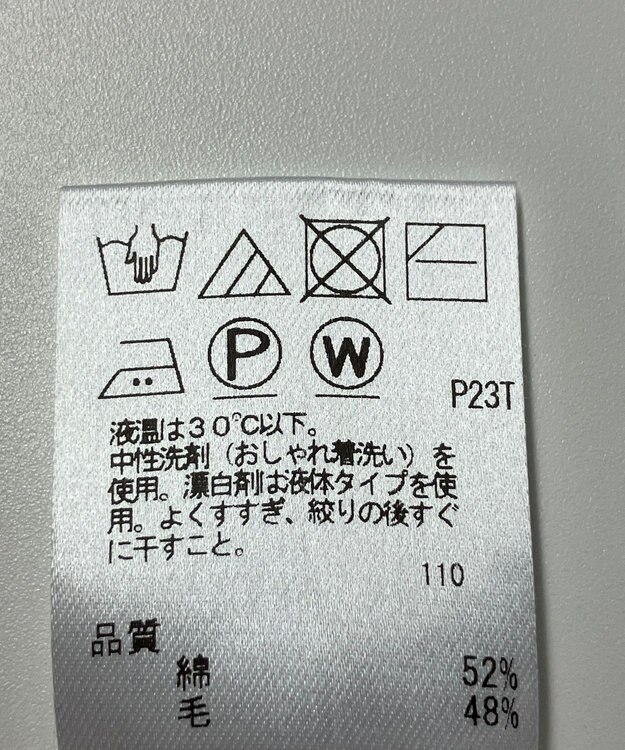 P W
P23T
液温は30℃以下。
中性洗剤（おしゃれ着洗い）を
使用。漂白剤は液体タイプを使
用。よくすすぎ、絞りの後すぐ
に干すこと。
110
品質
綿 52%
毛 48%